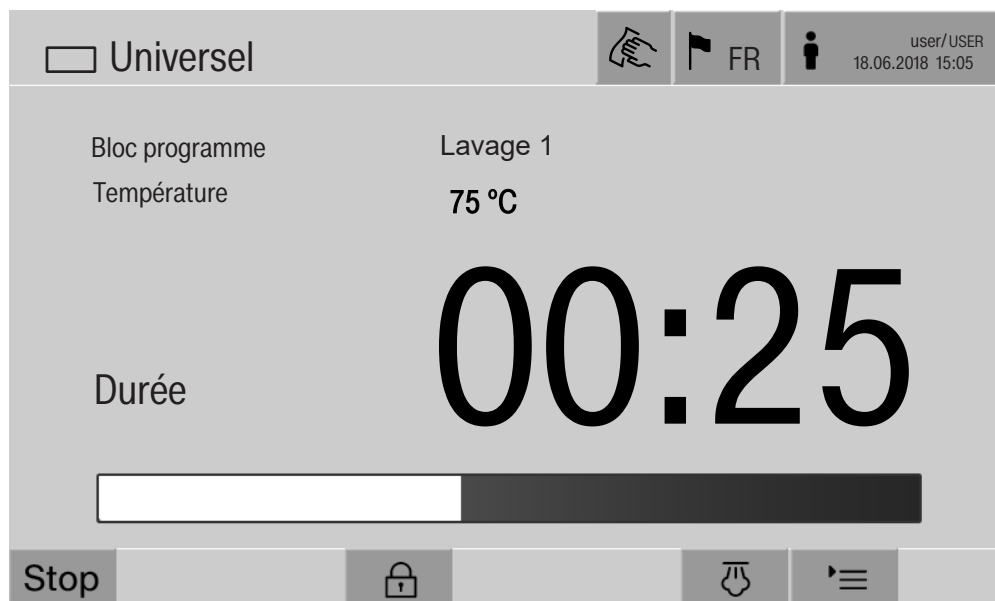 Universel
FR
user/USER
18.06.2018 15:05
Bloc programme
Lavage 1
Température
75 ºC
Durée
00:25
Stop